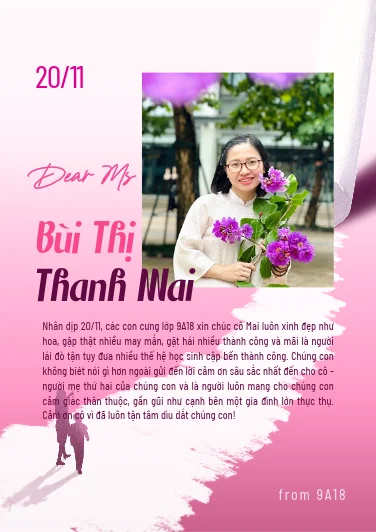 20/11
Dear Ms
Bùi Thị
Thanh Mai
Nhân dịp 20/11, các con cưng lớp 9A18 xin chúc cô Mai luôn xinh đẹp như
hoa, gặp thật nhiều may mắn, gặt hái nhiều thành công và mãi là người
lái đò tận tụy đưa nhiều thế hệ học sinh cập bến thành công. Chúng con
không biết nói gì hơn ngoài gửi đến lời cảm ơn sâu sắc nhất đến cho cô -
người mẹ thứ hai của chúng con và là người luôn mang cho chúng con
cảm giác thân thuộc, gần gũi như cạnh bên một gia đình lớn thực thụ.
Cảm ơn cô vì đã luôn tận tâm dìu dắt chúng con!
from 9A18